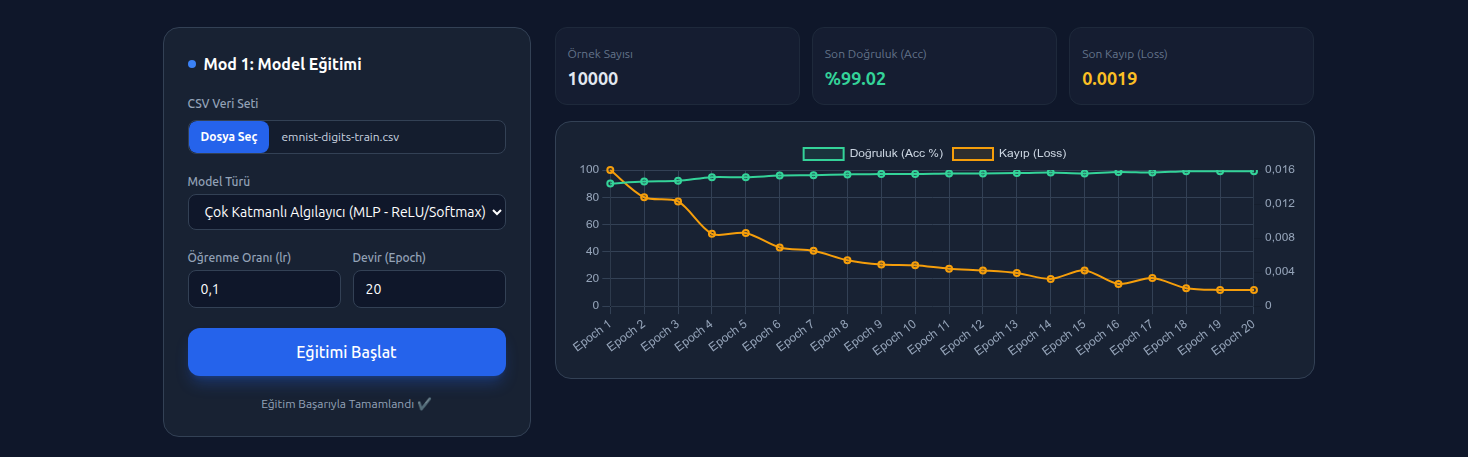 Mod 1: Model Eğitimi
CSV Veri Seti
Dosya Seç emnist-digits-train.csv
Model Türü
Çok Katmanlı Algılayıcı (MLP - ReLU/Softmax)
Öğrenme Oranı (lr) Devir (Epoch)
0,1 20
Eğitimi Başlat
Eğitim Başarıyla Tamamlandı ✔
Örnek Sayısı
10000
Son Doğruluk (Acc)
%99.02
Son Kayıp (Loss)
0.0019
Doğruluk (Acc %) Kayıp (Loss)
100 0,016
80 0,012
60
40 0,008
20 0,004
0 0
Epoch 1 Epoch 2 Epoch 3 Epoch 4 Epoch 5 Epoch 6 Epoch 7 Epoch 8 Epoch 9 Epoch 10 Epoch 11 Epoch 12 Epoch 13 Epoch 14 Epoch 15 Epoch 16 Epoch 17 Epoch 18 Epoch 19 Epoch 20